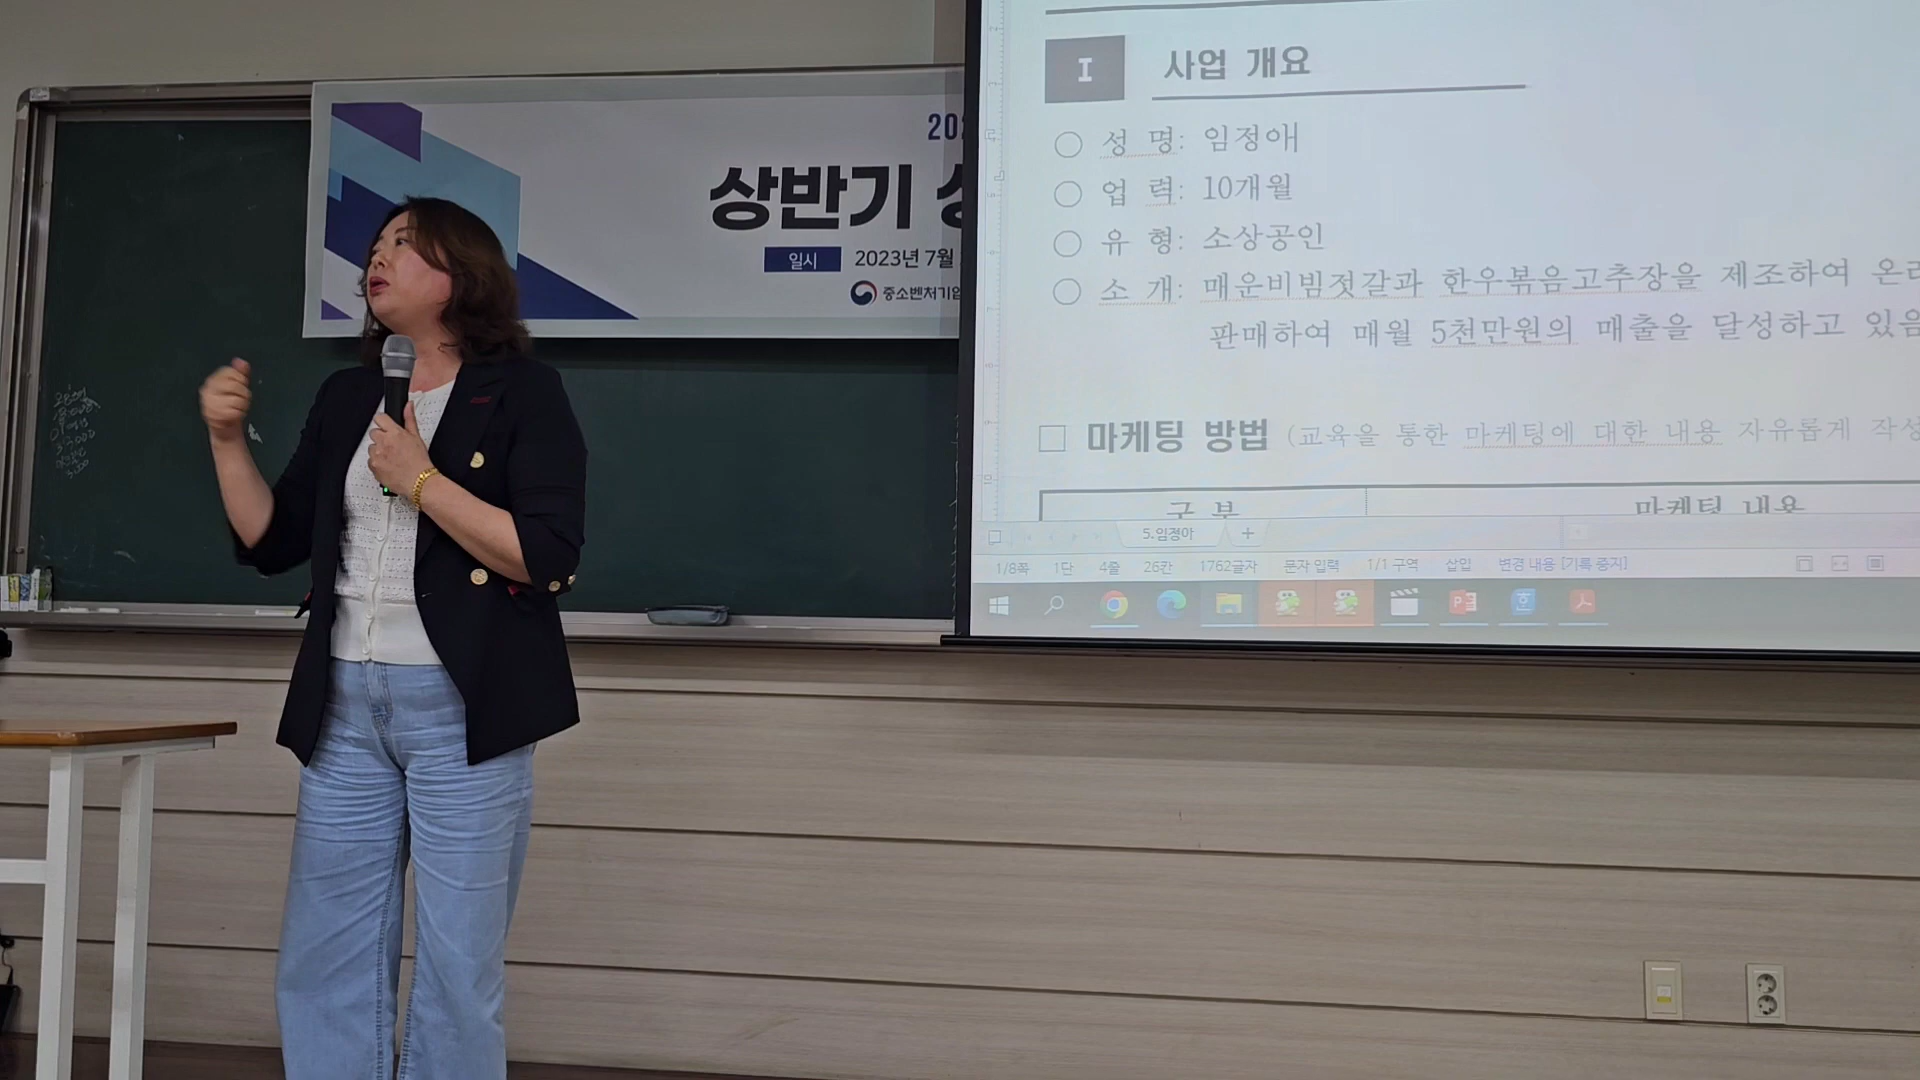 상반기
일시 2023년 7월
중소벤처기업
I 사업 개요
○ 성 명: 임정애
○ 업 력: 10개월
○ 유 형: 소상공인
○ 소 개: 매운비빔젓갈과 한우볶음고추장을 제조하여
판매하여 매월 5천만원의 매출을 달성하고 있음
□ 마케팅 방법 (교육을 통한 마케팅에 대한 내용 자유롭게 작성
구 분 마케팅 내용
5.임정아
1/8쪽 1단 4줄 26칸 1762글자 문자 입력 1/1 구역 삽입 변경 내용 [기록 중지]